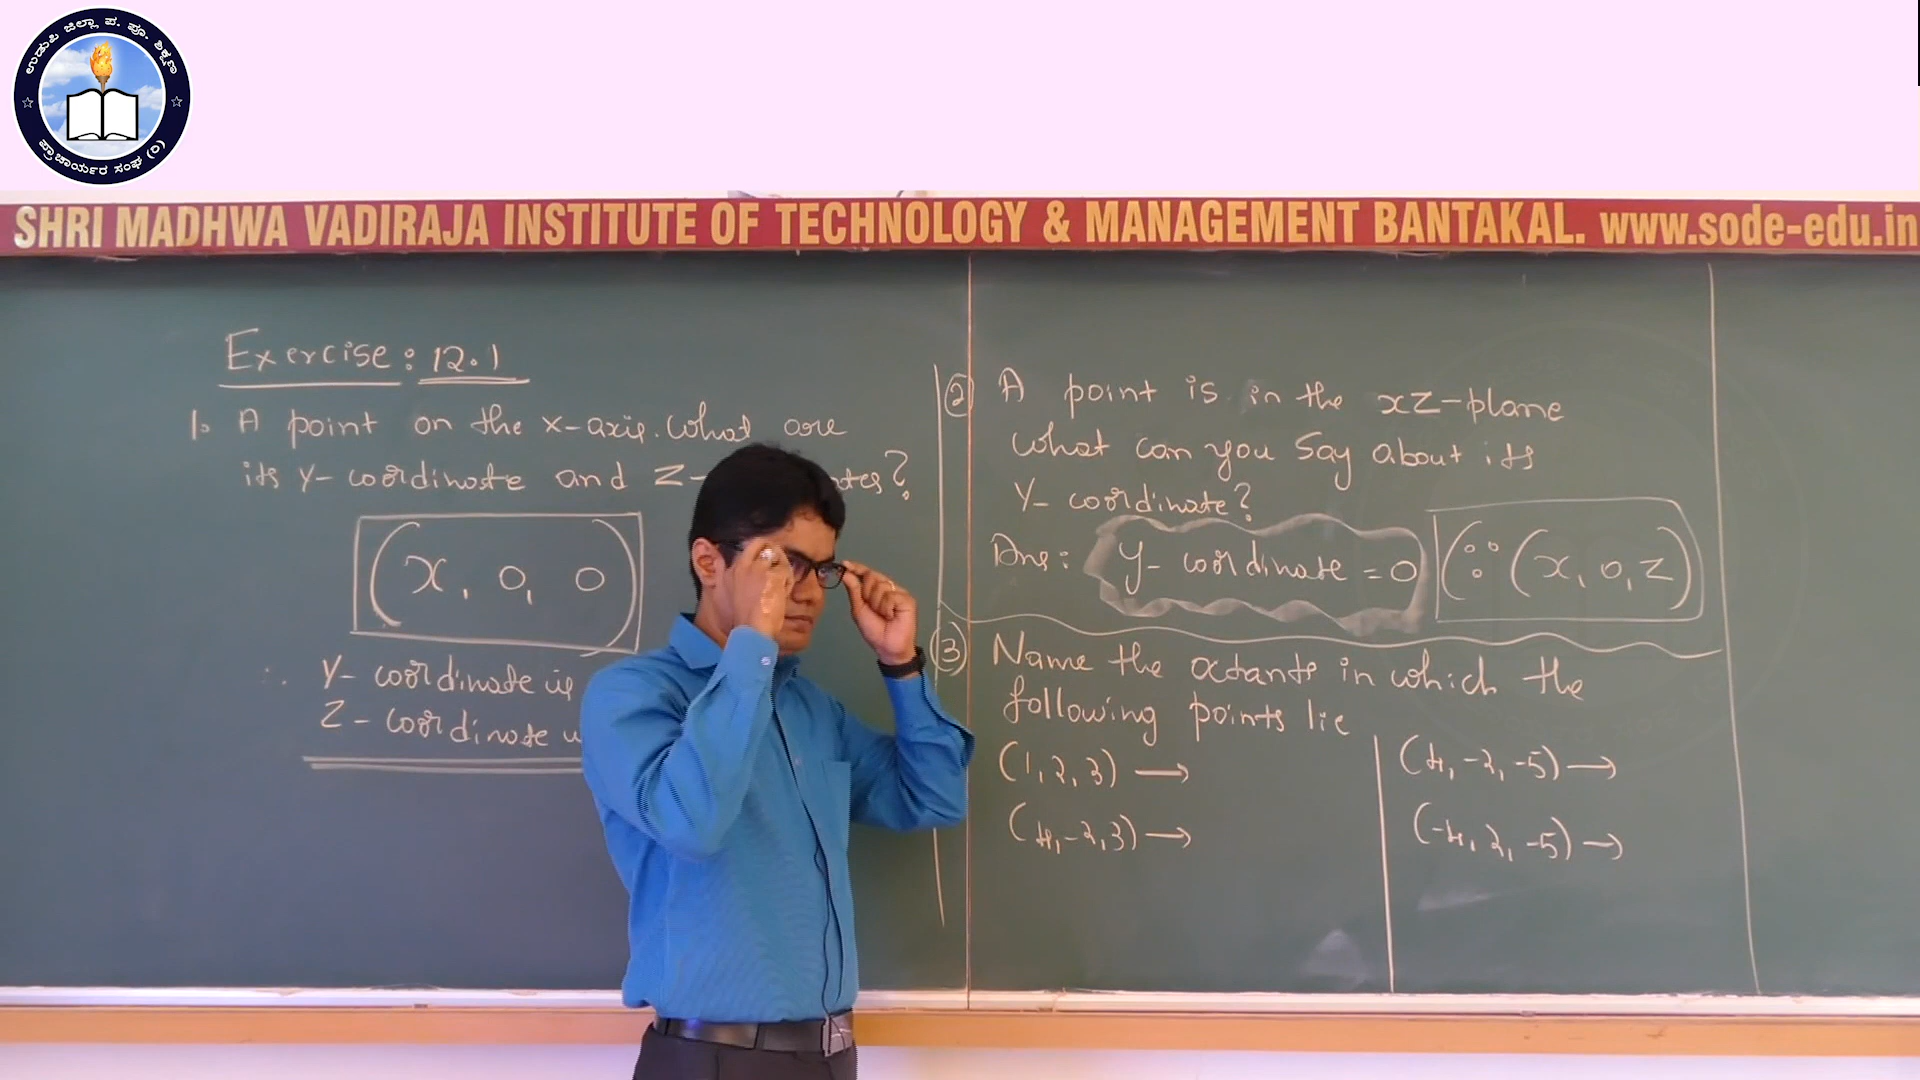 ಉಡುಪಿ ಜಿಲ್ಲಾ ಪ. ಪೂ. ಶಿಕ್ಷಣ
ಪ್ರಾಚಾರ್ಯರ ಸಂಘ (ರಿ)
SHRI MADHWA VADIRAJA INSTITUTE OF TECHNOLOGY & MANAGEMENT BANTAKAL. www.sode-edu.in
Exercise: 12.1
1. A point on the x-axis. What are
its Y-coordinate and Z-
(x, 0, 0)
∴ Y-coordinate is
Z-coordinate
② A point is in the xz-plane
What can you say about its
Y-coordinate?
Ans: Y-coordinate = 0 (∵ (x, 0, z)
③ Name the octants in which the
following points lie
(1, 2, 3) →
(4, -2, 3) →
(4, -2, -5) →
(-4, 2, -5) →